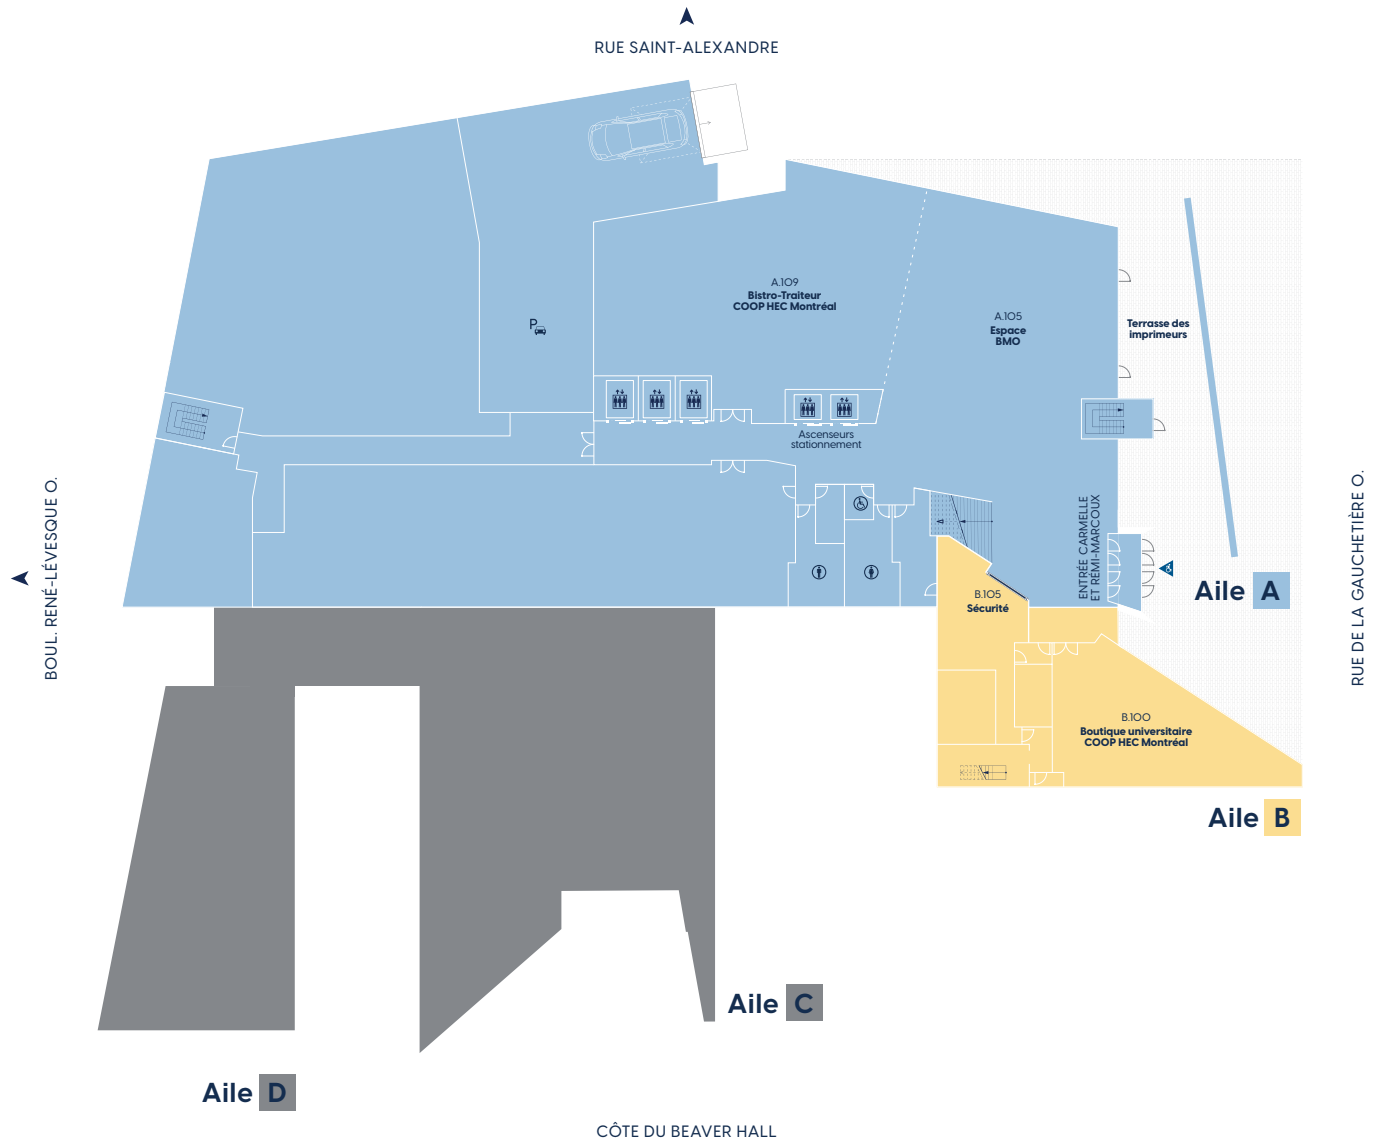 RUE SAINT-ALEXANDRE
A.109
Bistro-Traiteur
COOP HEC Montréal
A.105
Espace
BMO
Terrasse des
imprimeurs
P
Ascenseurs
stationnement
BOUL. RENÉ-LÉVESQUE O.
RUE DE LA GAUCHETIÈRE O.
ENTRÉE CARMELLE
ET RÉMI-MARCOUX
Aile A
B.105
Sécurité
B.100
Boutique universitaire
COOP HEC Montréal
Aile B
Aile C
Aile D
CÔTE DU BEAVER HALL